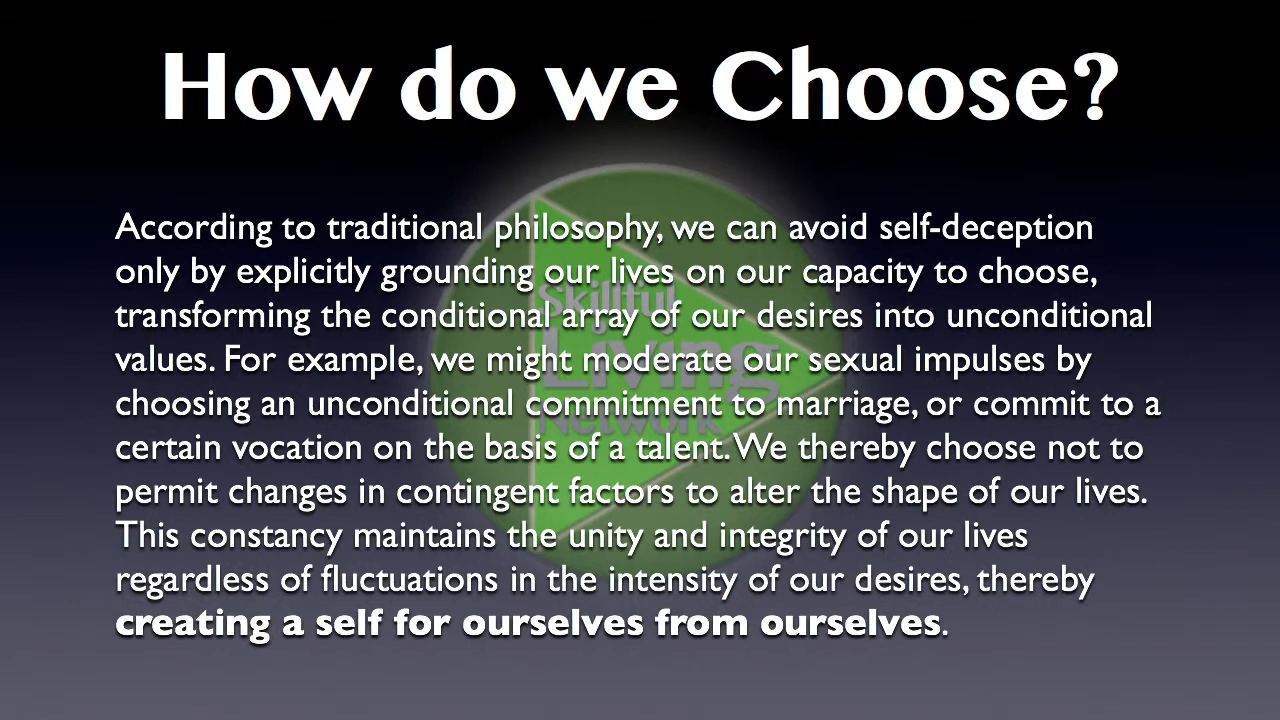 How do we Choose?
According to traditional philosophy, we can avoid self-deception
only by explicitly grounding our lives on our capacity to choose,
transforming the conditional array of our desires into unconditional
values. For example, we might moderate our sexual impulses by
choosing an unconditional commitment to marriage, or commit to a
certain vocation on the basis of a talent. We thereby choose not to
permit changes in contingent factors to alter the shape of our lives.
This constancy maintains the unity and integrity of our lives
regardless of fluctuations in the intensity of our desires, thereby
creating a self for ourselves from ourselves.
Skillful
Living
Network